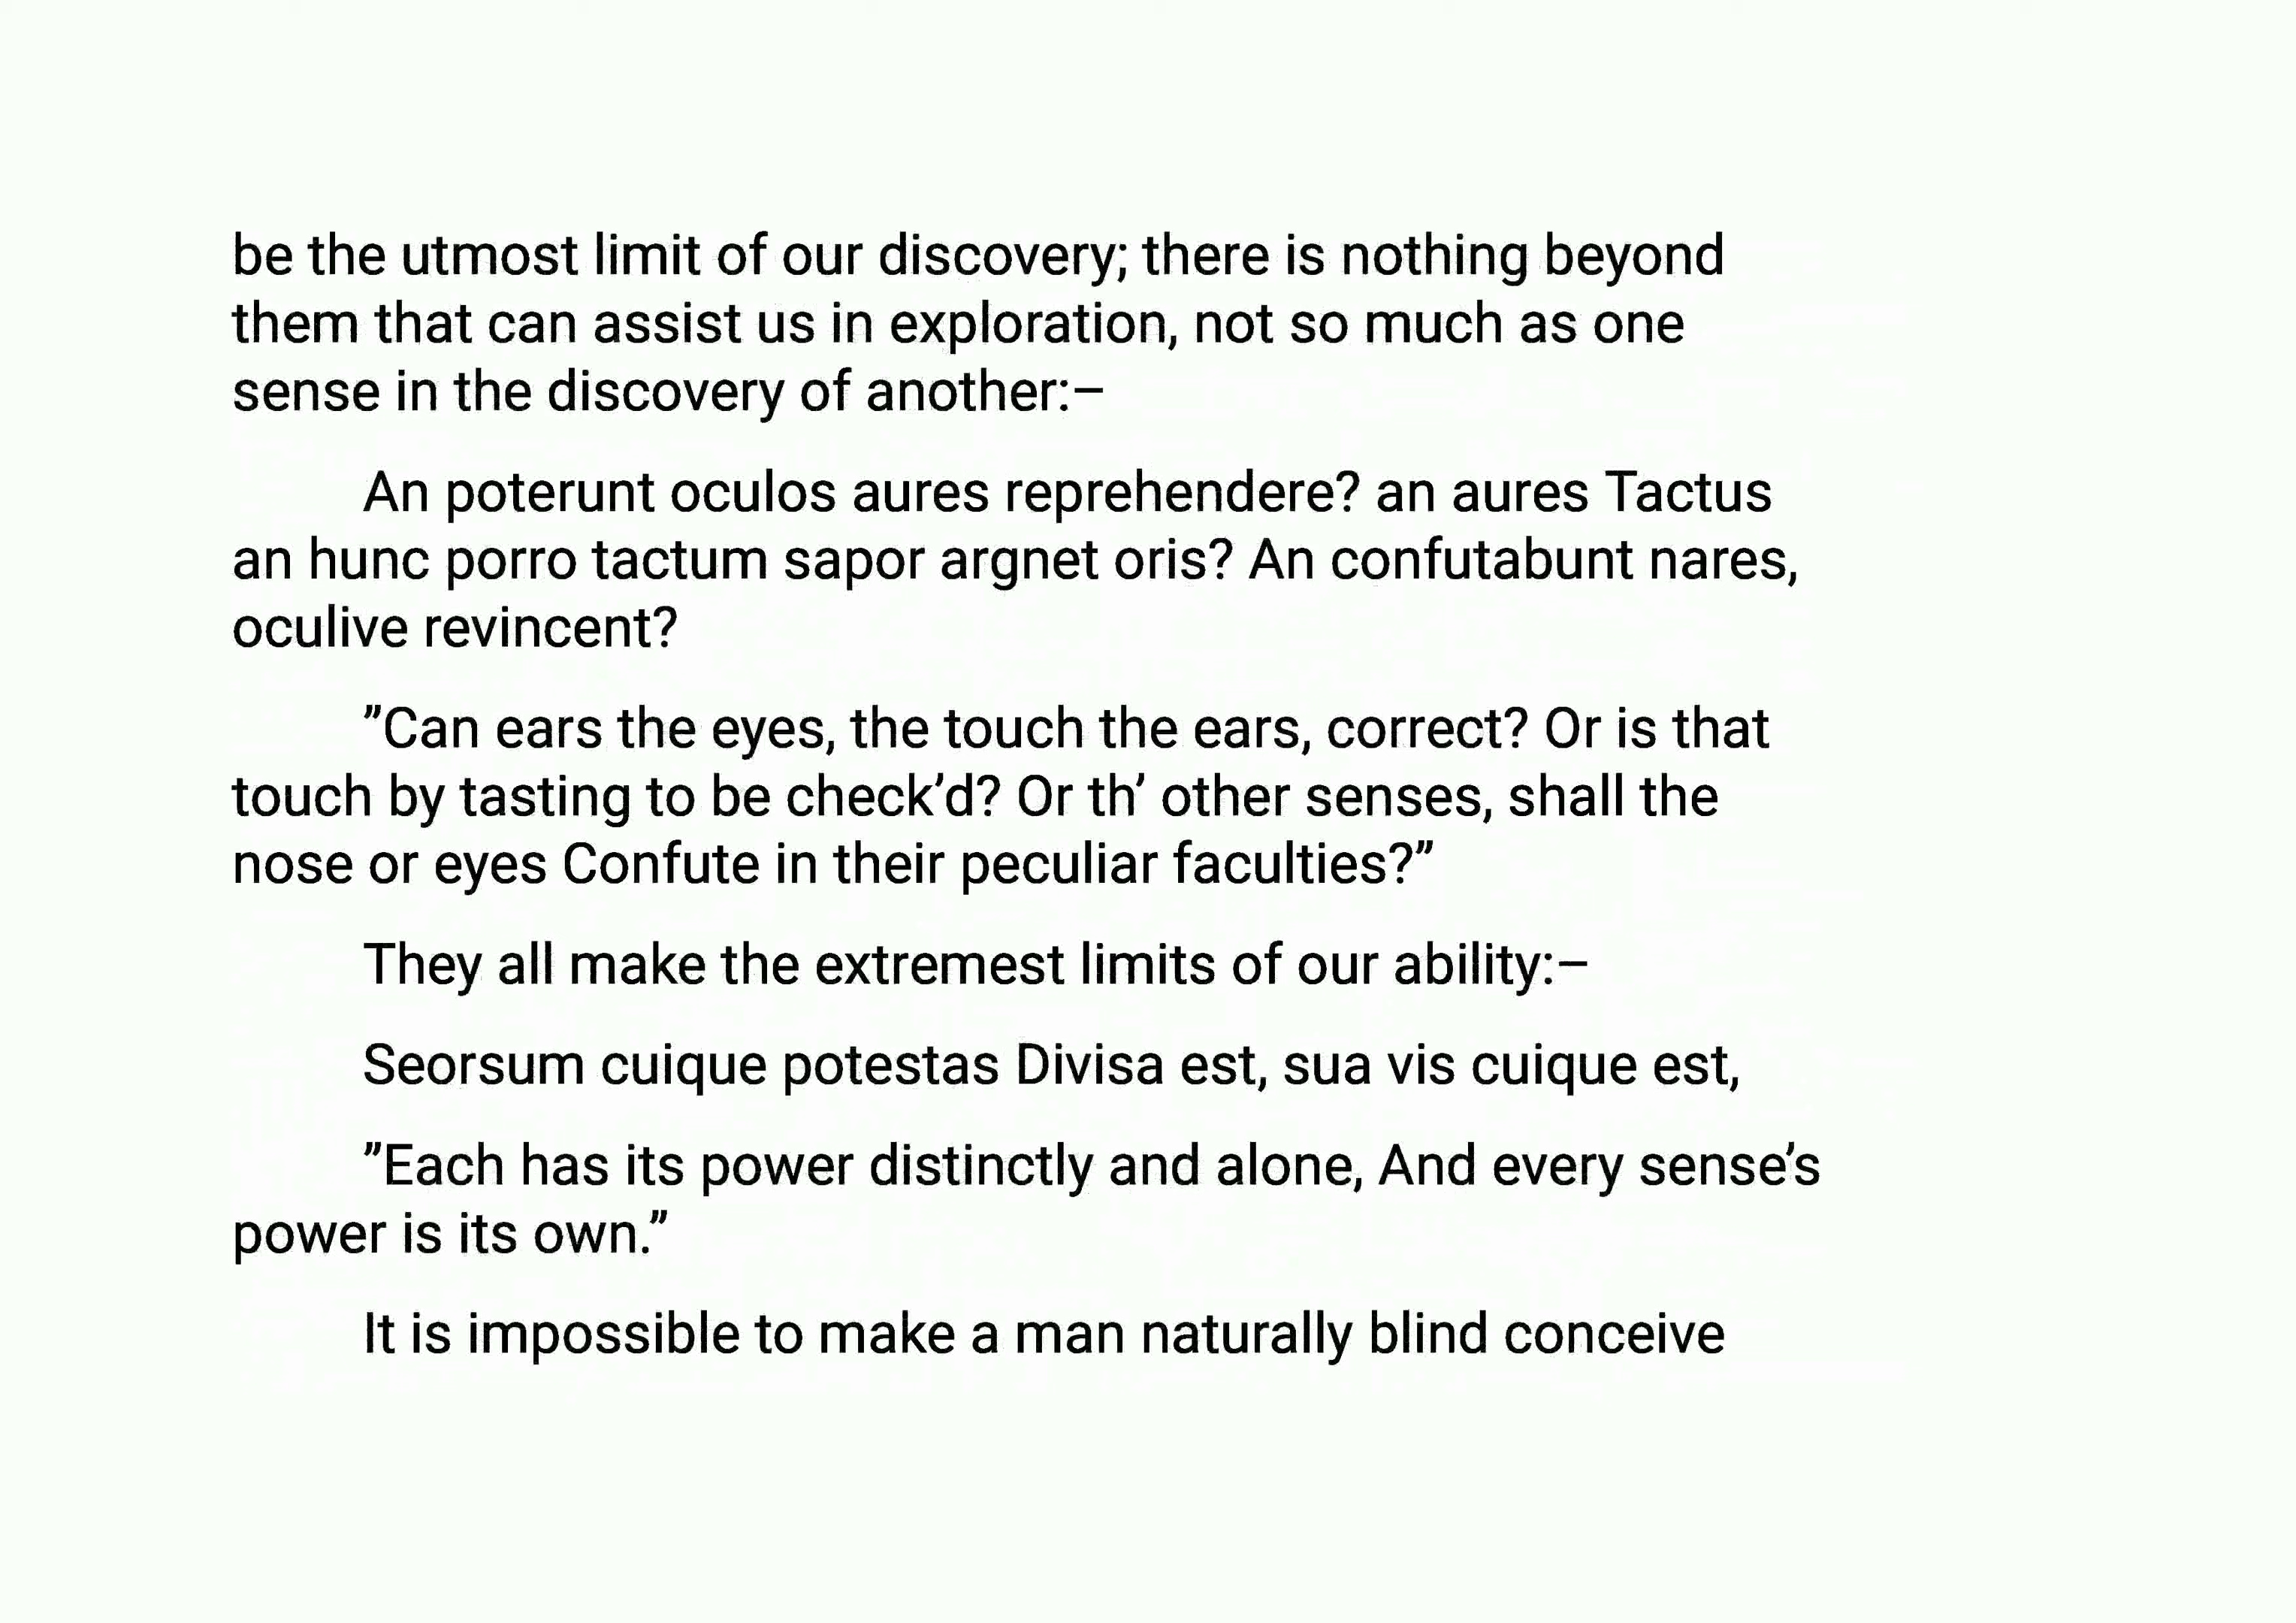 be the utmost limit of our discovery; there is nothing beyond
them that can assist us in exploration, not so much as one
sense in the discovery of another:–
An poterunt oculos aures reprehendere? an aures Tactus
an hunc porro tactum sapor argnet oris? An confutabunt nares,
oculive revincent?
”Can ears the eyes, the touch the ears, correct? Or is that
touch by tasting to be check’d? Or th’ other senses, shall the
nose or eyes Confute in their peculiar faculties?”
They all make the extremest limits of our ability:–
Seorsum cuique potestas Divisa est, sua vis cuique est,
”Each has its power distinctly and alone, And every sense’s
power is its own.”
It is impossible to make a man naturally blind conceive